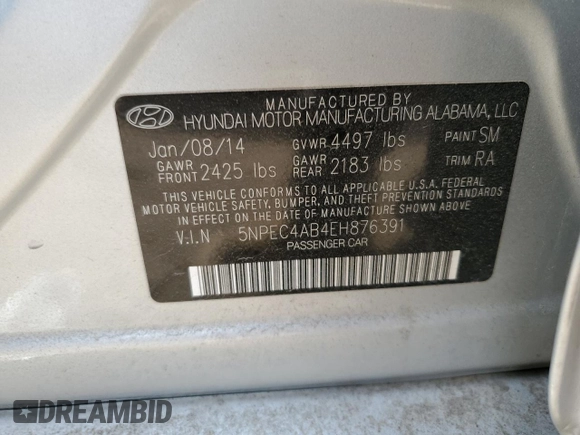 MANUFACTURED BY
HYUNDAI MOTOR MANUFACTURING ALABAMA, LLC
Jan/08/14 GVWR 4497 lbs PAINT SM
GAWR FRONT 2425 lbs GAWR REAR 2183 lbs TRIM RA
THIS VEHICLE CONFORMS TO ALL APPLICABLE U.S.A. FEDERAL
MOTOR VEHICLE SAFETY, BUMPER, AND THEFT PREVENTION STANDARDS
IN EFFECT ON THE DATE OF MANUFACTURE SHOWN ABOVE.
V.I.N 5NPEC4AB4EH876391
PASSENGER CAR
DREAMBID